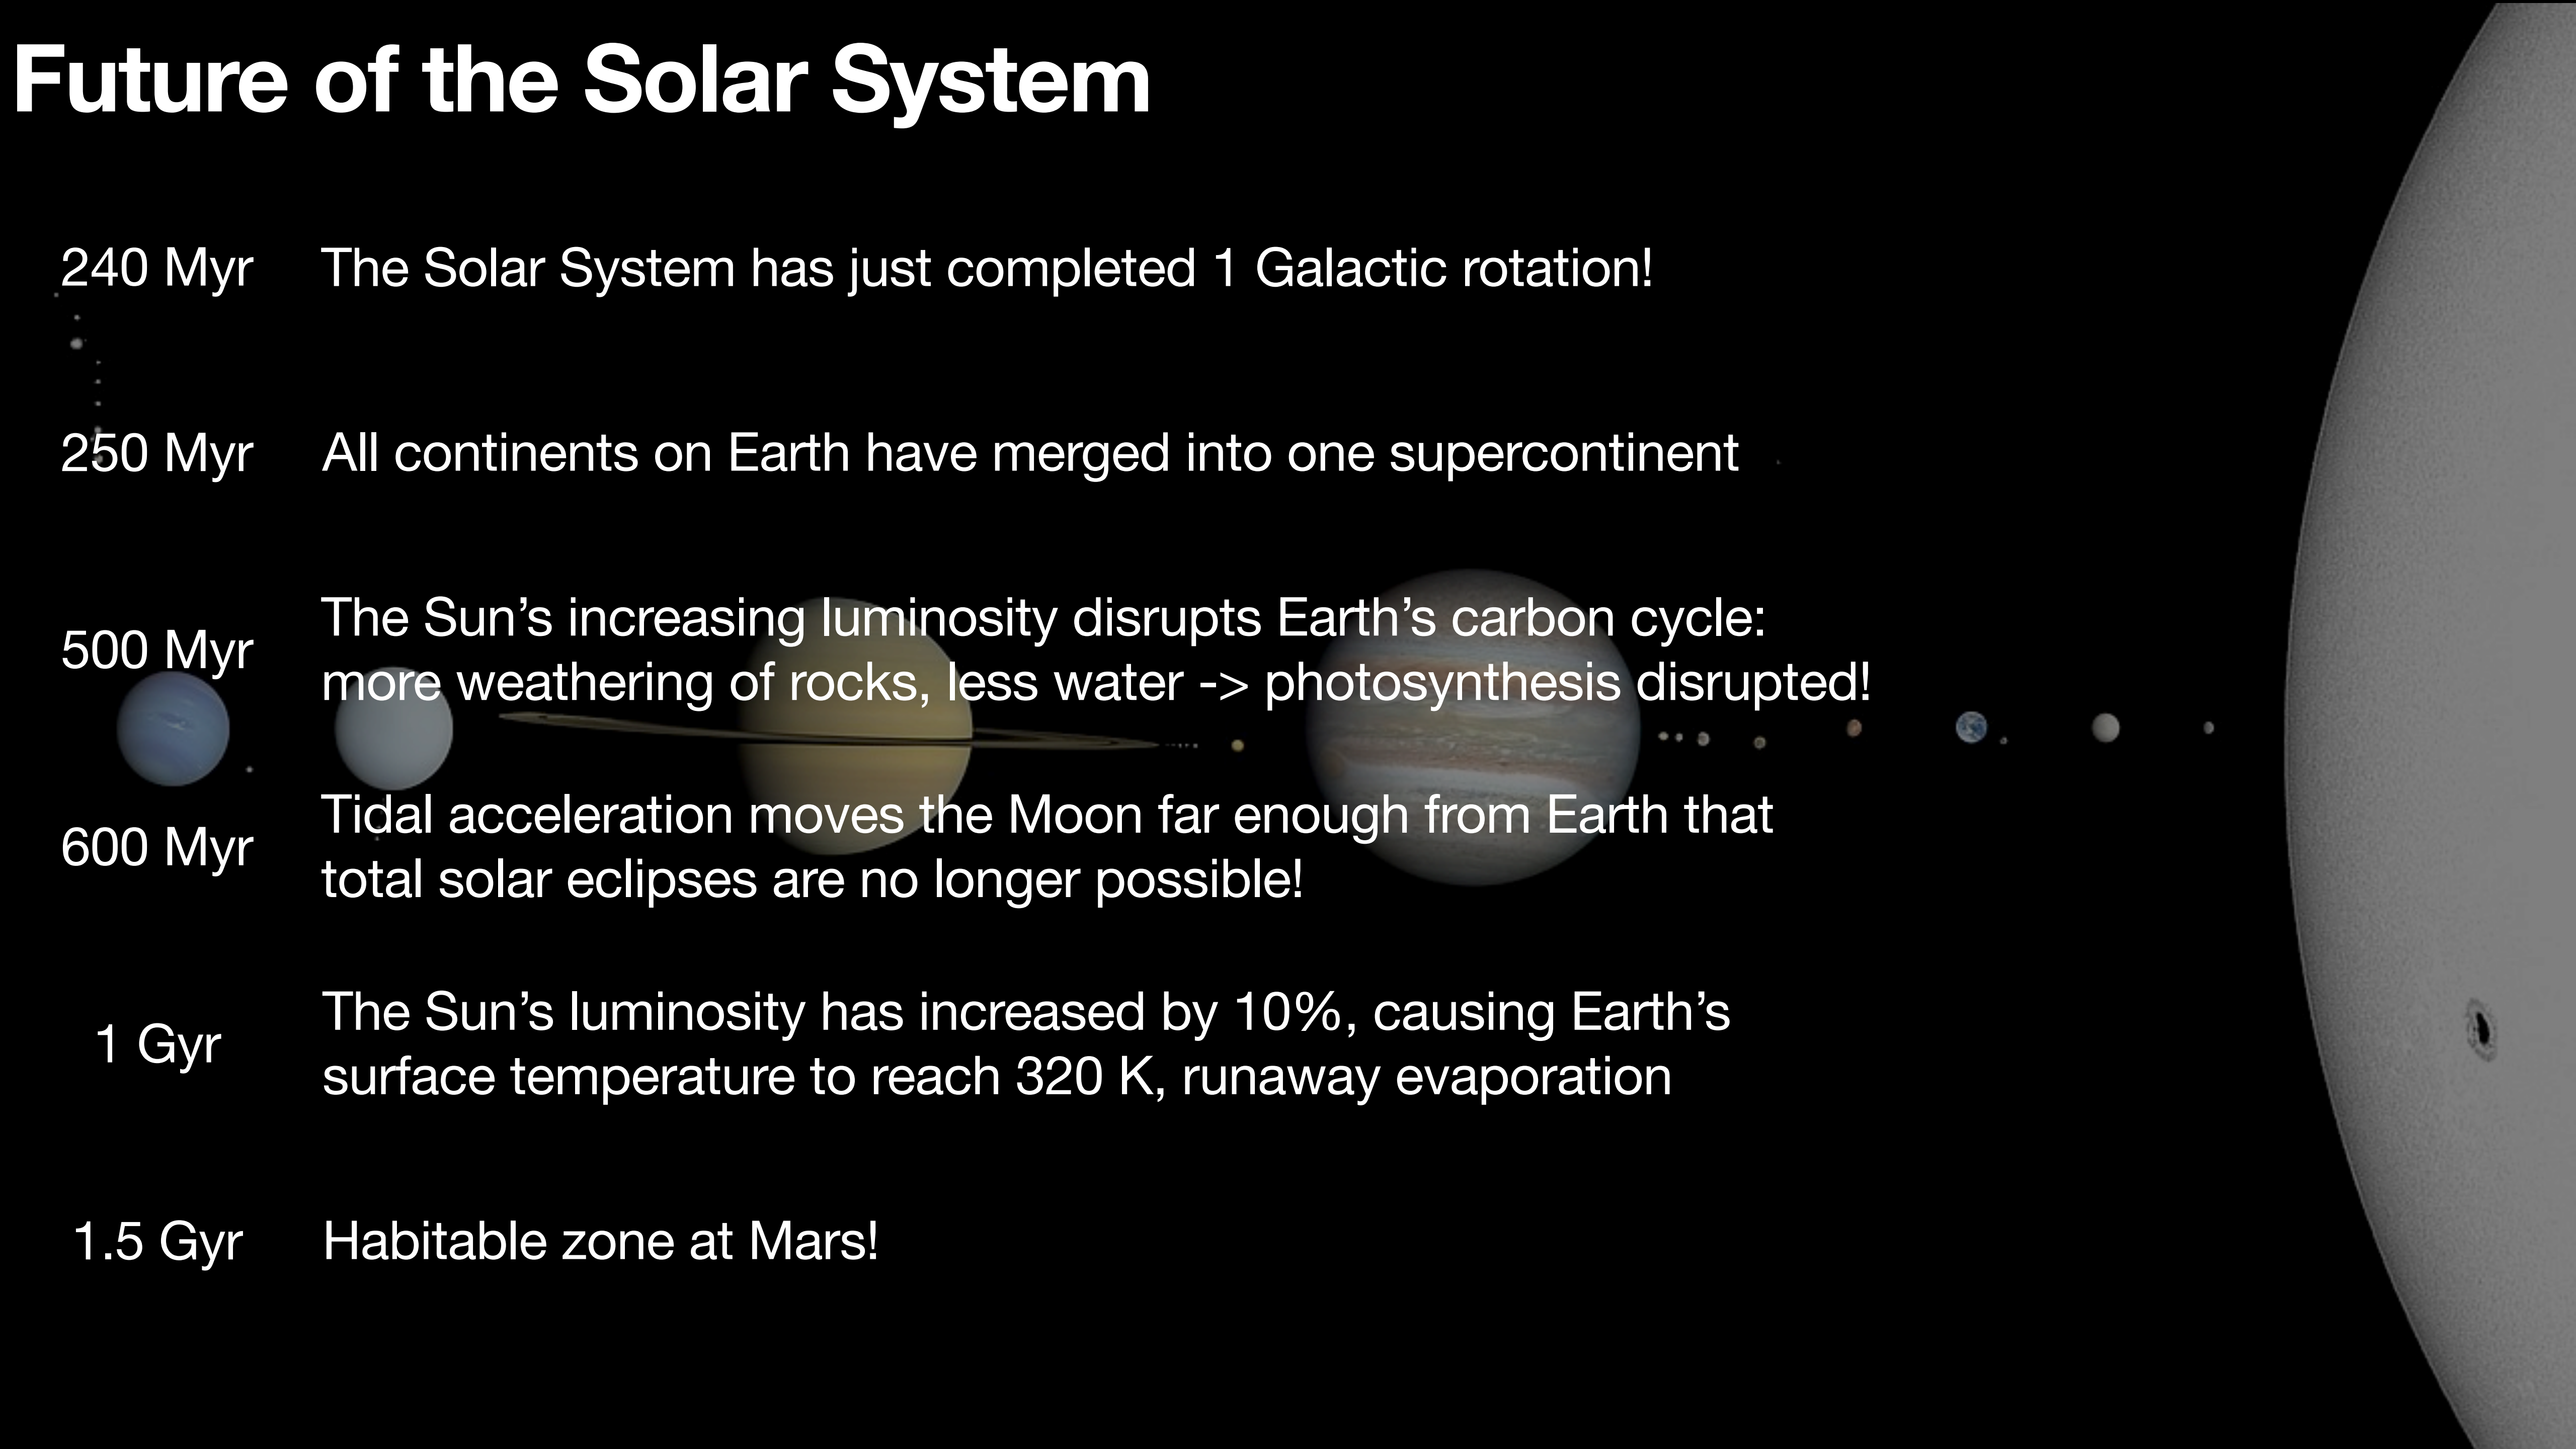 Future of the Solar System
240 Myr The Solar System has just completed 1 Galactic rotation!
250 Myr All continents on Earth have merged into one supercontinent
500 Myr The Sun’s increasing luminosity disrupts Earth’s carbon cycle:
more weathering of rocks, less water -> photosynthesis disrupted!
600 Myr Tidal acceleration moves the Moon far enough from Earth that
total solar eclipses are no longer possible!
1 Gyr The Sun’s luminosity has increased by 10%, causing Earth’s
surface temperature to reach 320 K, runaway evaporation
1.5 Gyr Habitable zone at Mars!